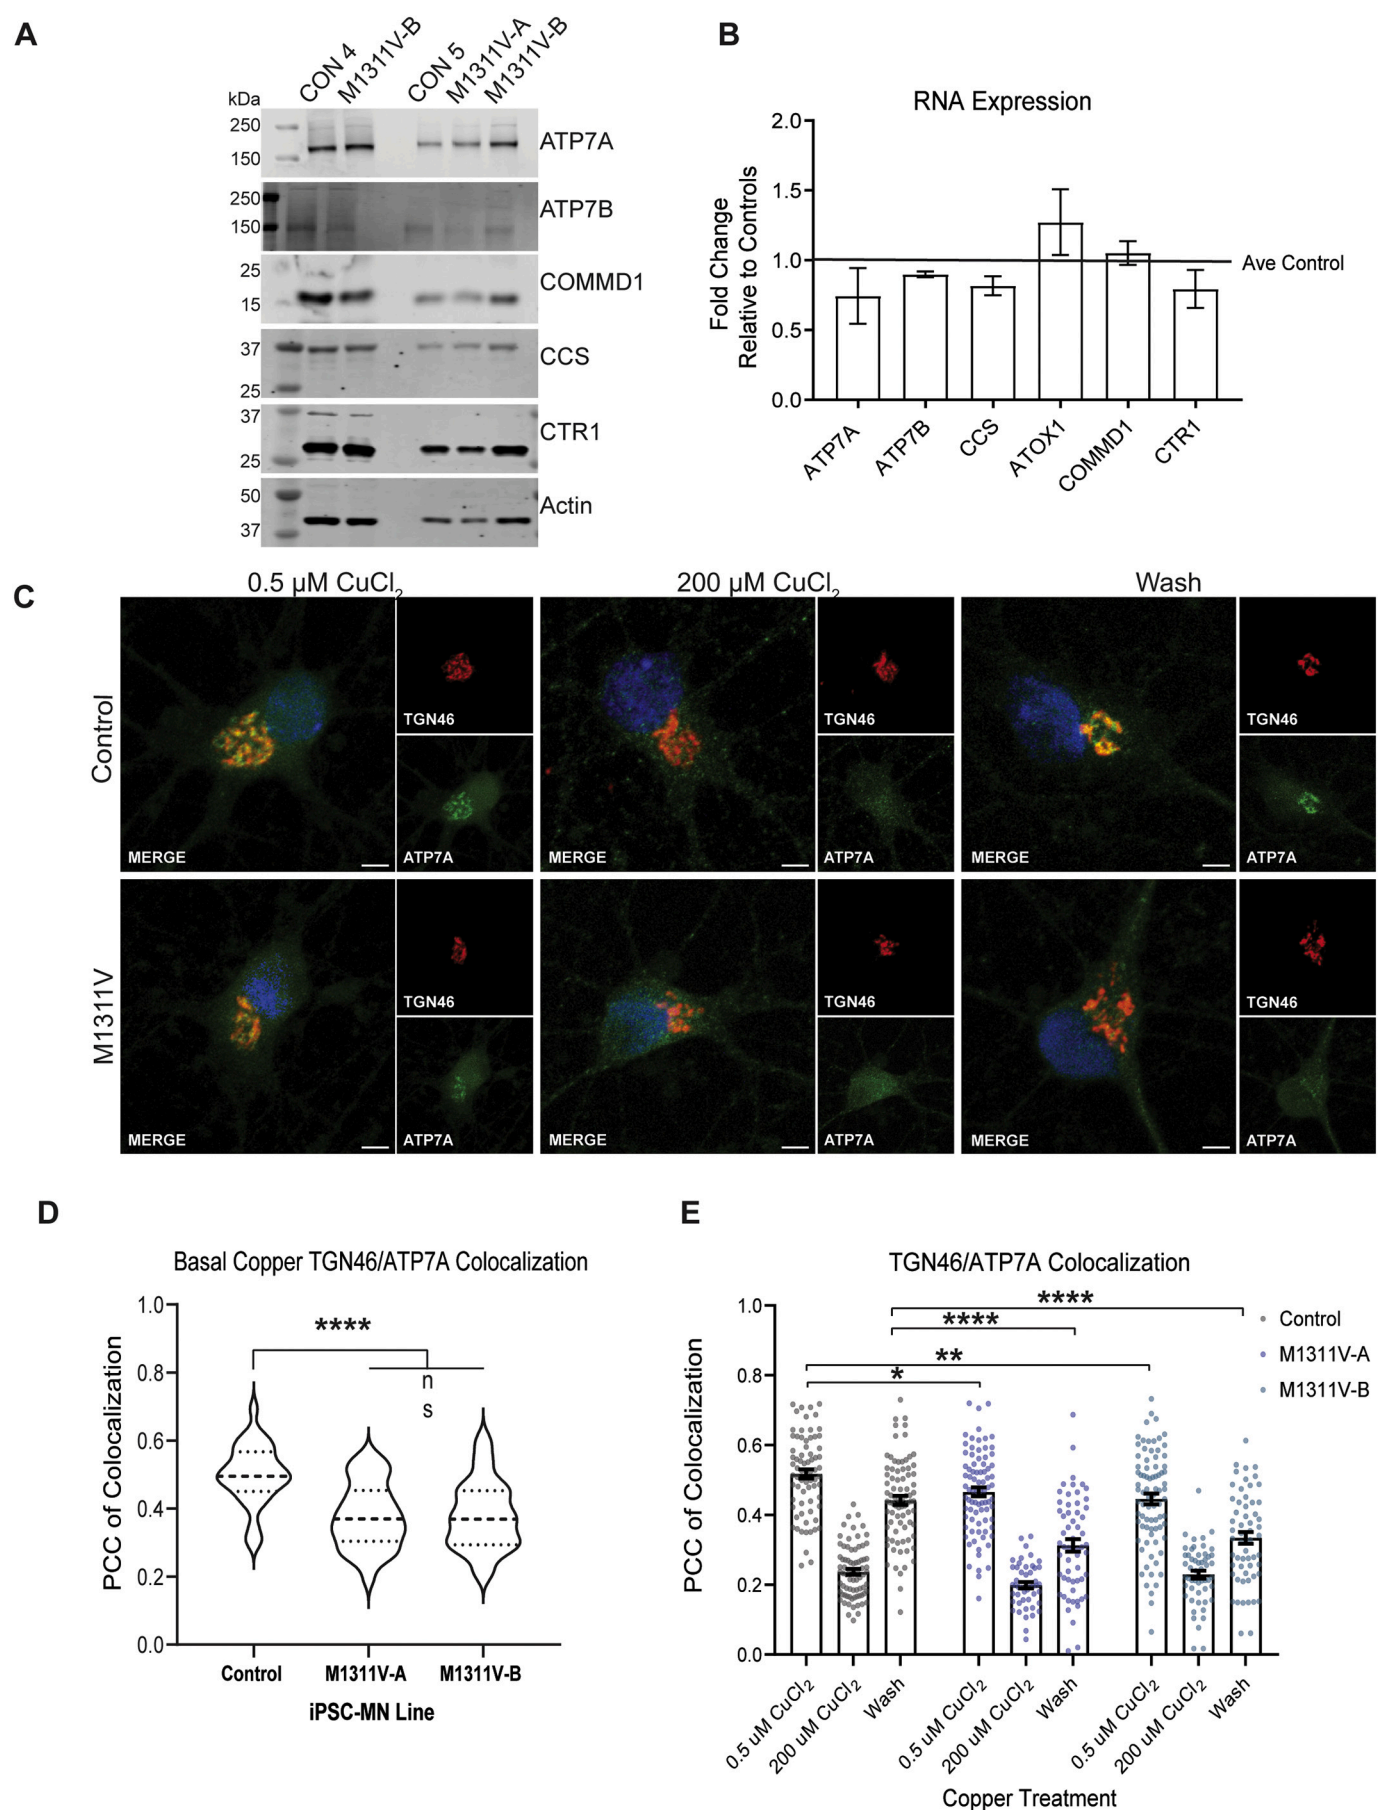 A
CON 4
M1311V-B
CON 5
M1311V-A
M1311V-B
kDa
250
150
ATP7A
250
150
ATP7B
25
15
COMMD1
37
25
CCS
37
25
CTR1
50
37
Actin
B
RNA Expression
Fold Change
Relative to Controls
2.0
1.5
1.0
0.5
0.0
Ave Control
ATP7A
ATP7B
CCS
ATOX1
COMMD1
CTR1
C
0.5 µM CuCl₂
200 µM CuCl₂
Wash
Control
MERGE
TGN46
ATP7A
MERGE
TGN46
ATP7A
MERGE
TGN46
ATP7A
M1311V
MERGE
TGN46
ATP7A
MERGE
TGN46
ATP7A
MERGE
TGN46
ATP7A
D
Basal Copper TGN46/ATP7A Colocalization
PCC of Colocalization
1.0
0.8
0.6
0.4
0.2
0.0
****
n
s
Control
M1311V-A
M1311V-B
iPSC-MN Line
E
TGN46/ATP7A Colocalization
PCC of Colocalization
1.0
0.8
0.6
0.4
0.2
0.0
****
****
**
*
Control
M1311V-A
M1311V-B
0.5 uM CuCl₂
200 uM CuCl₂
Wash
0.5 uM CuCl₂
200 uM CuCl₂
Wash
0.5 uM CuCl₂
200 uM CuCl₂
Wash
Copper Treatment